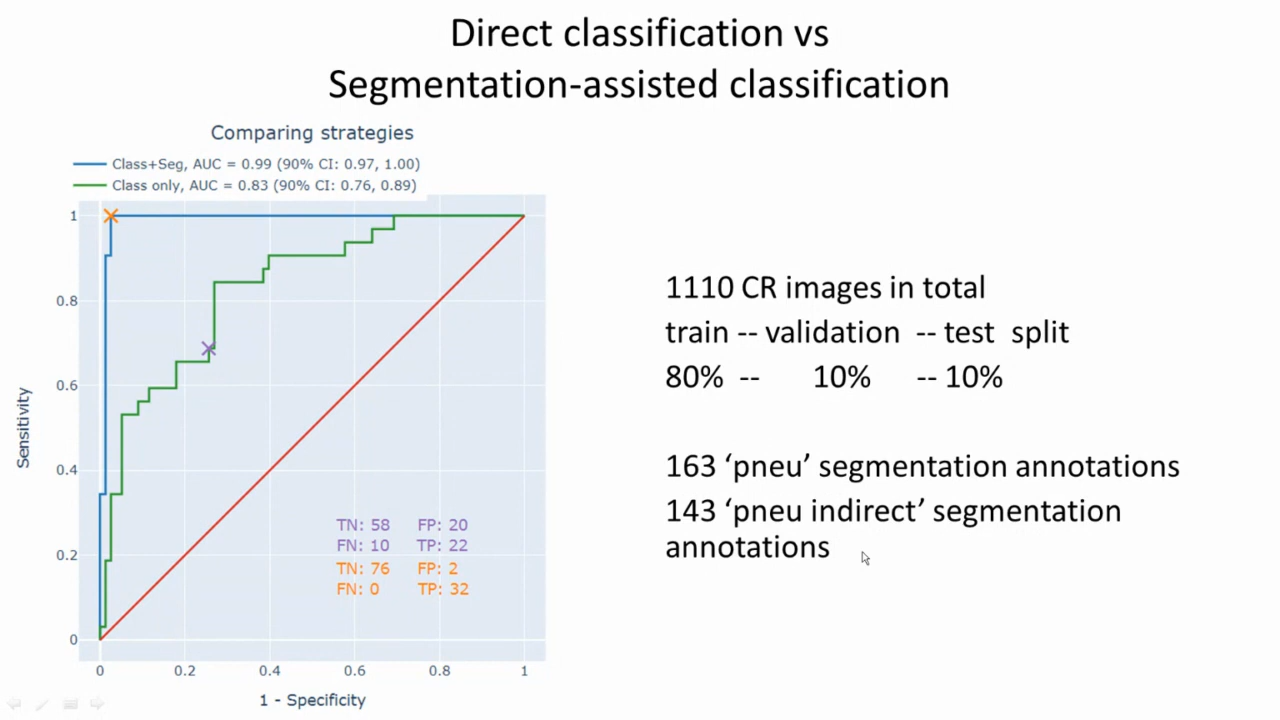 Direct classification vs
Segmentation-assisted classification
Comparing strategies
Class+Seg, AUC = 0.99 (90% CI: 0.97, 1.00)
Class only, AUC = 0.83 (90% CI: 0.76, 0.89)
1
0.8
0.6
0.4
0.2
0
Sensitivity
TN: 58 FP: 20
FN: 10 TP: 22
TN: 76 FP: 2
FN: 0 TP: 32
0 0.2 0.4 0.6 0.8 1
1 - Specificity
1110 CR images in total
train -- validation -- test split
80% -- 10% -- 10%
163 ‘pneu’ segmentation annotations
143 ‘pneu indirect’ segmentation
annotations